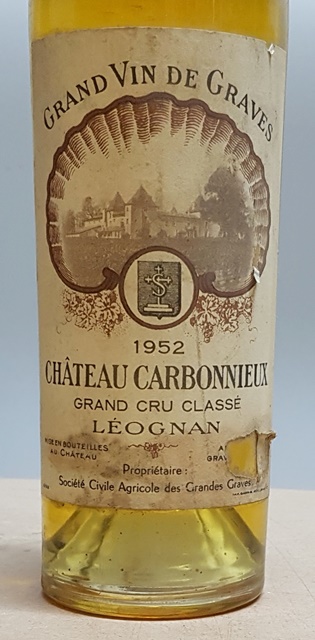 GRAND VIN DE GRAVES
1952
CHÂTEAU CARBONNIEUX
GRAND CRU CLASSÉ
LÉOGNAN
MISE EN BOUTEILLES
AU CHÂTEAU
Propriétaire :
Société Civile Agricole des Grandes Graves